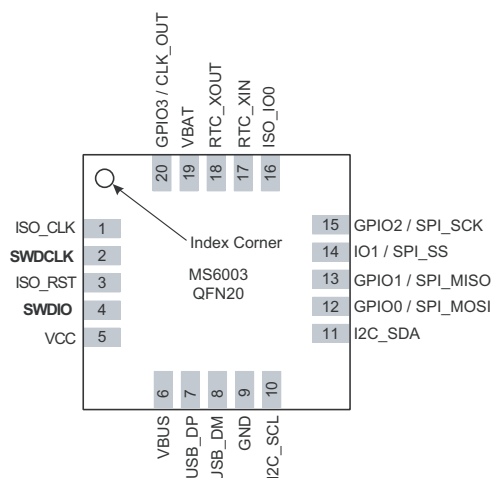 GPIO3 / CLK_OUT
VBAT
RTC_XOUT
RTC_XIN
ISO_IO0
20
19
18
17
16
ISO_CLK 1
SWDCLK 2
ISO_RST 3
SWDIO 4
VCC 5
Index Corner
MS6003
QFN20
15 GPIO2 / SPI_SCK
14 IO1 / SPI_SS
13 GPIO1 / SPI_MISO
12 GPIO0 / SPI_MOSI
11 I2C_SDA
6
7
8
9
10
VBUS
USB_DP
USB_DM
GND
I2C_SCL